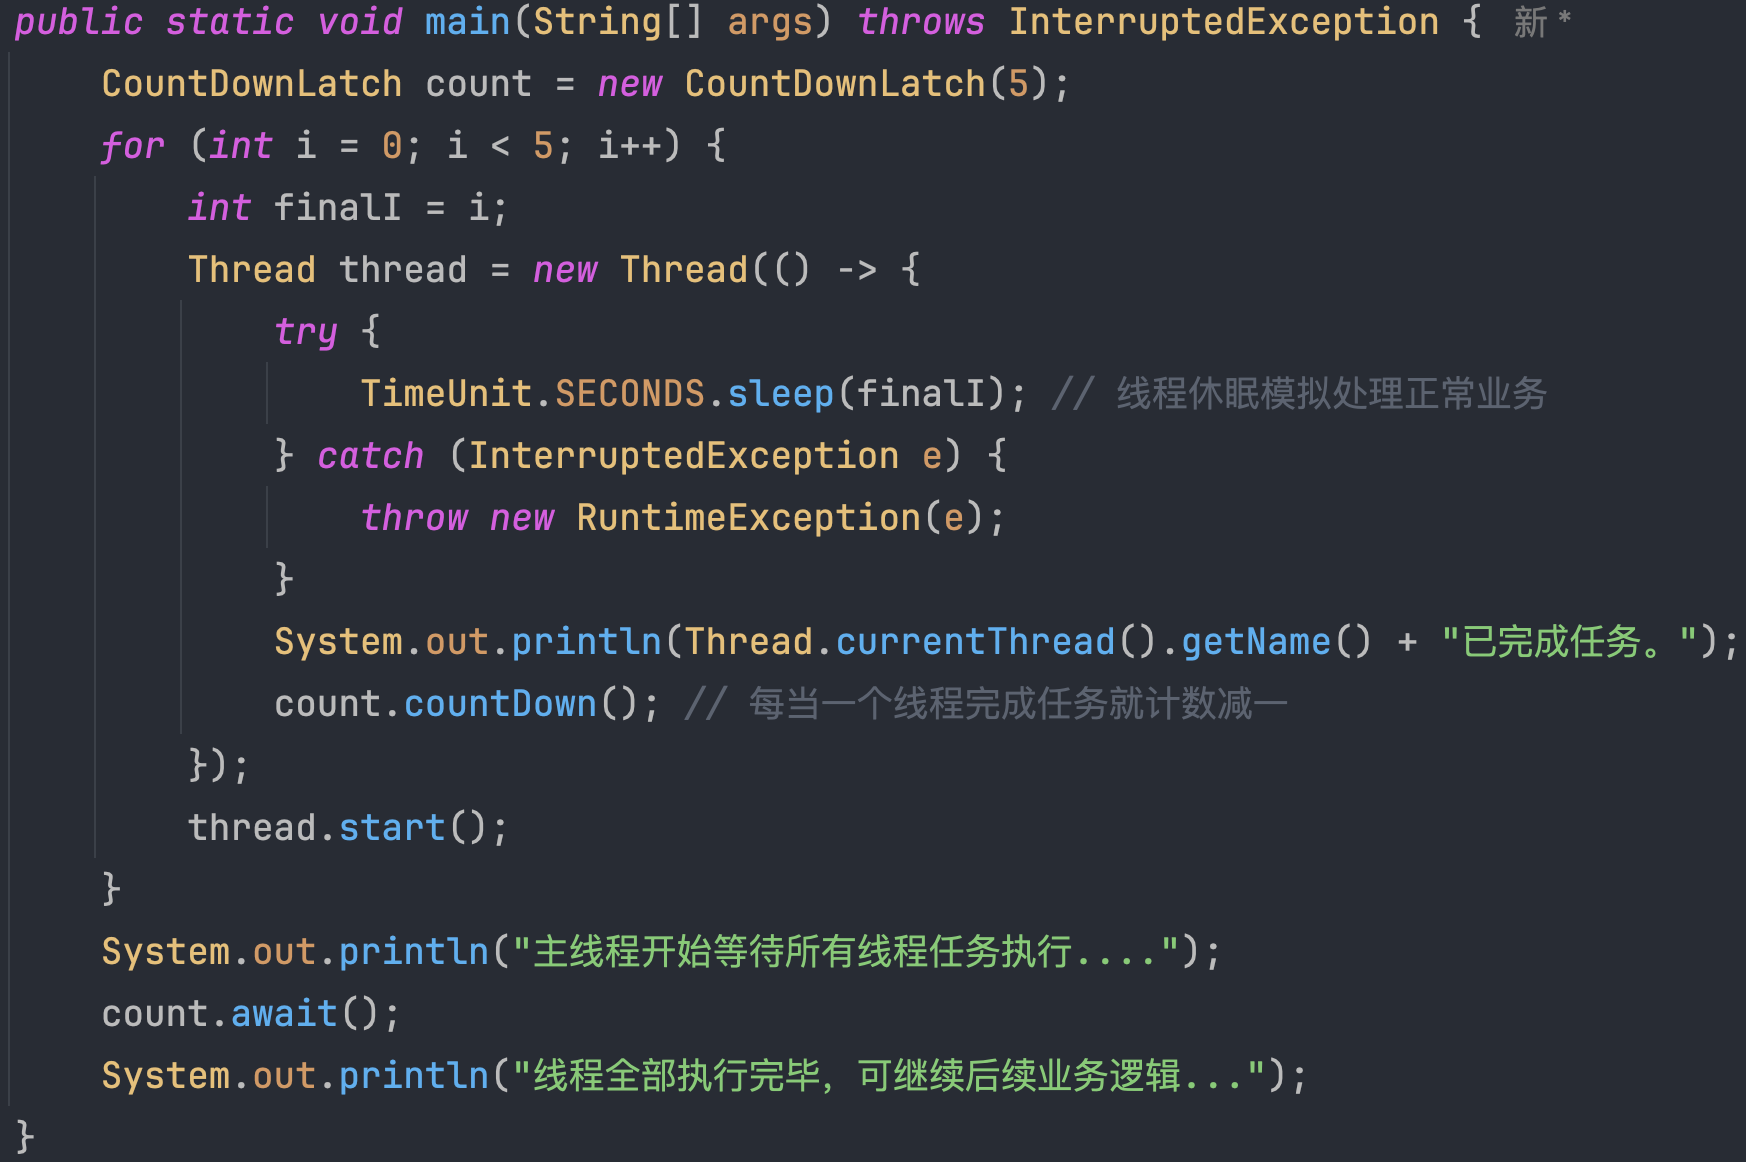 public static void main(String[] args) throws InterruptedException { 新 *
CountDownLatch count = new CountDownLatch(5);
for (int i = 0; i < 5; i++) {
int finalI = i;
Thread thread = new Thread(() -> {
try {
TimeUnit.SECONDS.sleep(finalI); // 线程休眠模拟处理正常业务
} catch (InterruptedException e) {
throw new RuntimeException(e);
}
System.out.println(Thread.currentThread().getName() + "已完成任务。");
count.countDown(); // 每当一个线程完成任务就计数减一
});
thread.start();
}
System.out.println("主线程开始等待所有线程任务执行....");
count.await();
System.out.println("线程全部执行完毕，可继续后续业务逻辑...");
}